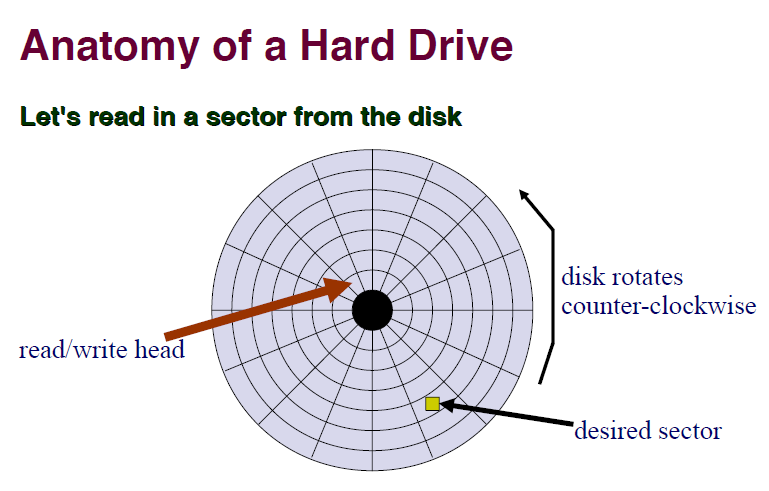 Anatomy of a Hard Drive
Let's read in a sector from the disk
disk rotates
counter-clockwise
read/write head
desired sector